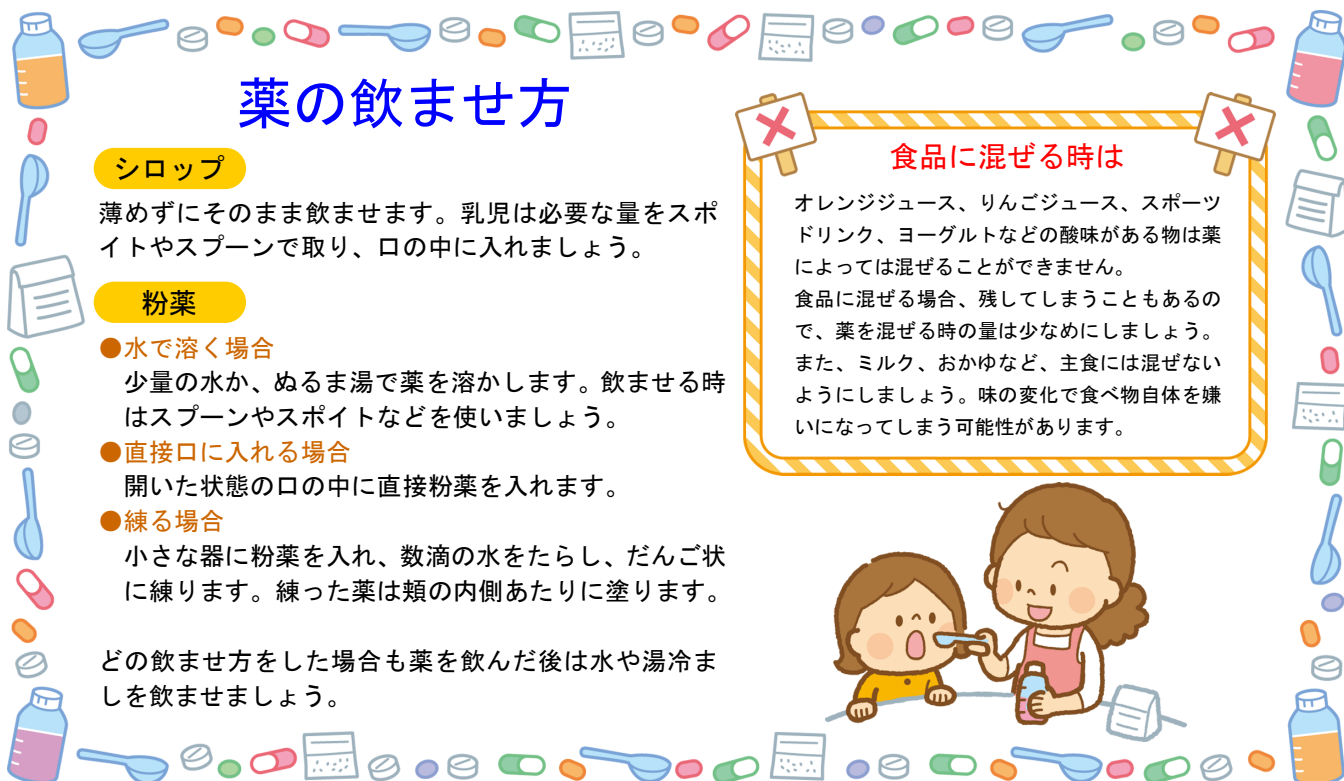 薬の飲ませ方
シロップ
薄めずにそのまま飲ませます。乳児は必要な量をスポ
イトやスプーンで取り、口の中に入れましょう。
粉薬
●水で溶く場合
少量の水か、ぬるま湯で薬を溶かします。飲ませる時
はスプーンやスポイトなどを使いましょう。
●直接口に入れる場合
開いた状態の口の中に直接粉薬を入れます。
●練る場合
小さな器に粉薬を入れ、数滴の水をたらし、だんご状
に練ります。練った薬は頬の内側あたりに塗ります。
どの飲ませ方をした場合も薬を飲んだ後は水や湯冷ま
しを飲ませましょう。
食品に混ぜる時は
オレンジジュース、りんごジュース、スポーツ
ドリンク、ヨーグルトなどの酸味がある物は薬
によっては混ぜることができません。
食品に混ぜる場合、残してしまうこともあるの
で、薬を混ぜる時の量は少なめにしましょう。
また、ミルク、おかゆなど、主食には混ぜない
ようにしましょう。味の変化で食べ物自体を嫌
いになってしまう可能性があります。